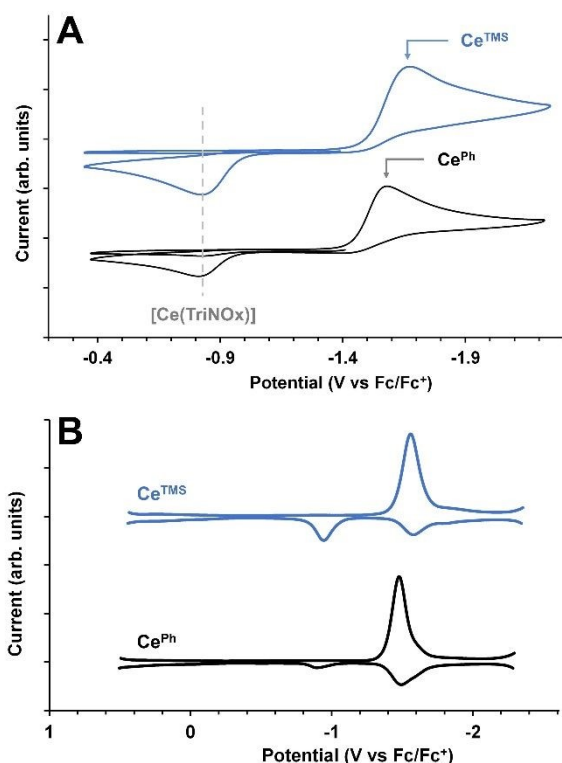 A
Ce^TMS
Ce^Ph
[Ce(TriNOx)]
Current (arb. units)
-0.4 -0.9 -1.4 -1.9
Potential (V vs Fc/Fc⁺)
B
Ce^TMS
Ce^Ph
Current (arb. units)
1 0 -1 -2
Potential (V vs Fc/Fc⁺)